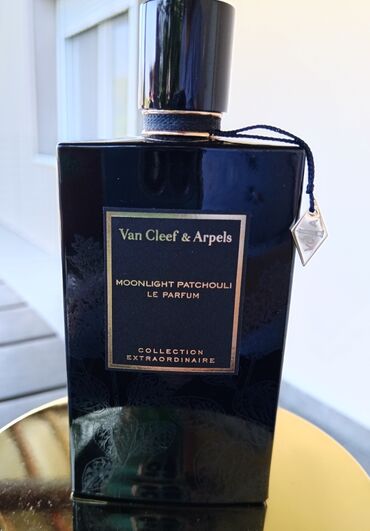 Van Cleef & Arpels
MOONLIGHT PATCHOULI
LE PARFUM
COLLECTION
EXTRAORDINAIRE